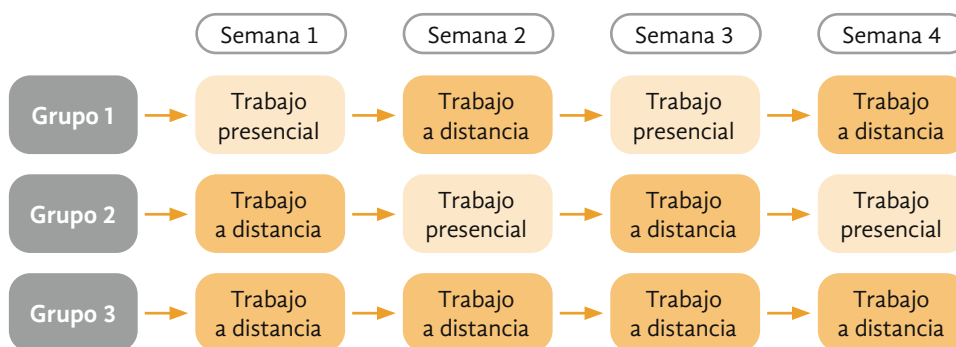 Semana 1
Semana 2
Semana 3
Semana 4
Grupo 1
Trabajo
presencial
Trabajo
a distancia
Trabajo
presencial
Trabajo
a distancia
Grupo 2
Trabajo
a distancia
Trabajo
presencial
Trabajo
a distancia
Trabajo
presencial
Grupo 3
Trabajo
a distancia
Trabajo
a distancia
Trabajo
a distancia
Trabajo
a distancia